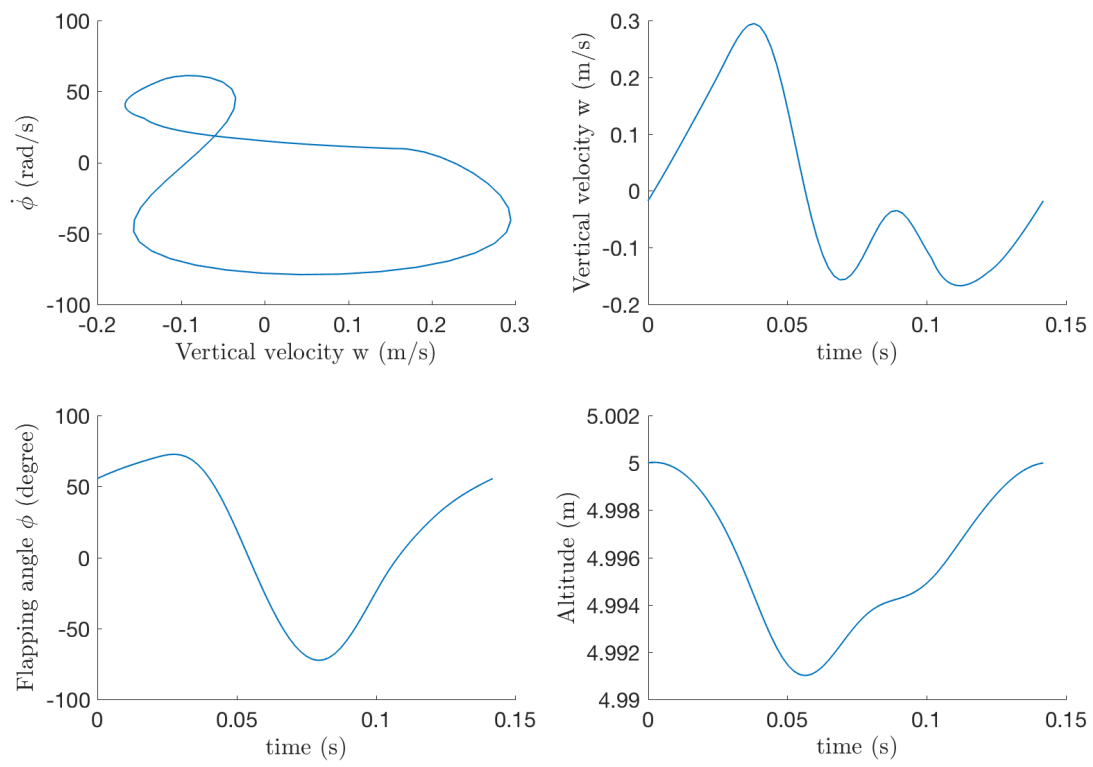 100
50
0
-50
-100
-0.2 -0.1 0 0.1 0.2 0.3
Vertical velocity w (m/s)
ϕ̇ (rad/s)
0.3
0.2
0.1
0
-0.1
-0.2
0 0.05 0.1 0.15
time (s)
Vertical velocity w (m/s)
100
50
0
-50
-100
0 0.05 0.1 0.15
time (s)
Flapping angle ϕ (degree)
5.002
5
4.998
4.996
4.994
4.992
4.99
0 0.05 0.1 0.15
time (s)
Altitude (m)